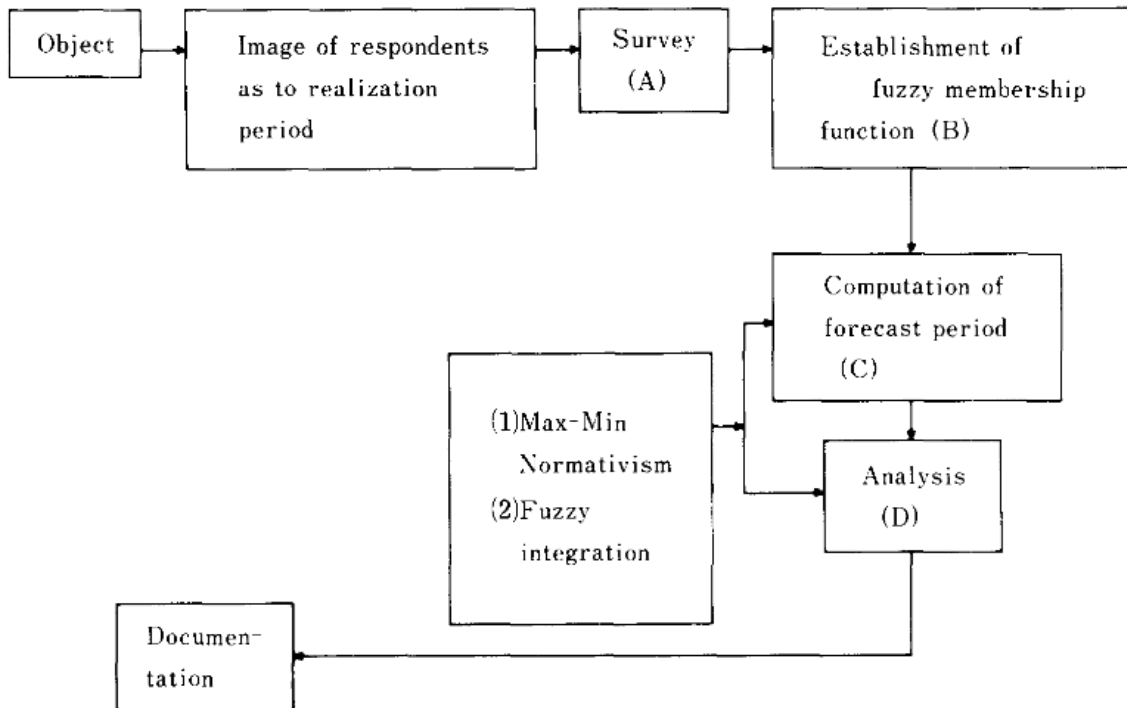 Object
Image of respondents
as to realization
period
Survey
(A)
Establishment of
fuzzy membership
function (B)
Computation of
forecast period
(C)
(1)Max-Min
Normativism
(2)Fuzzy
integration
Analysis
(D)
Documen-
tation